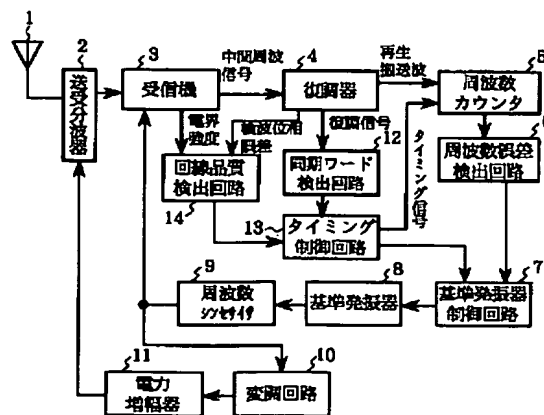 1
2
送受分波器
3
受信機
中間周波
信号
4
復調器
再生
搬送波
5
周波数
カウンタ
電界
強度
搬波位相
誤差
復調信号
12
タイミング信号
6
周波数誤差
検出回路
回線品質
検出回路
14
同期ワード
検出回路
13
タイミング
制御回路
9
周波数
シンセサイザ
8
基準発振器
7
基準発振器
制御回路
11
電力
増幅器
10
変調回路